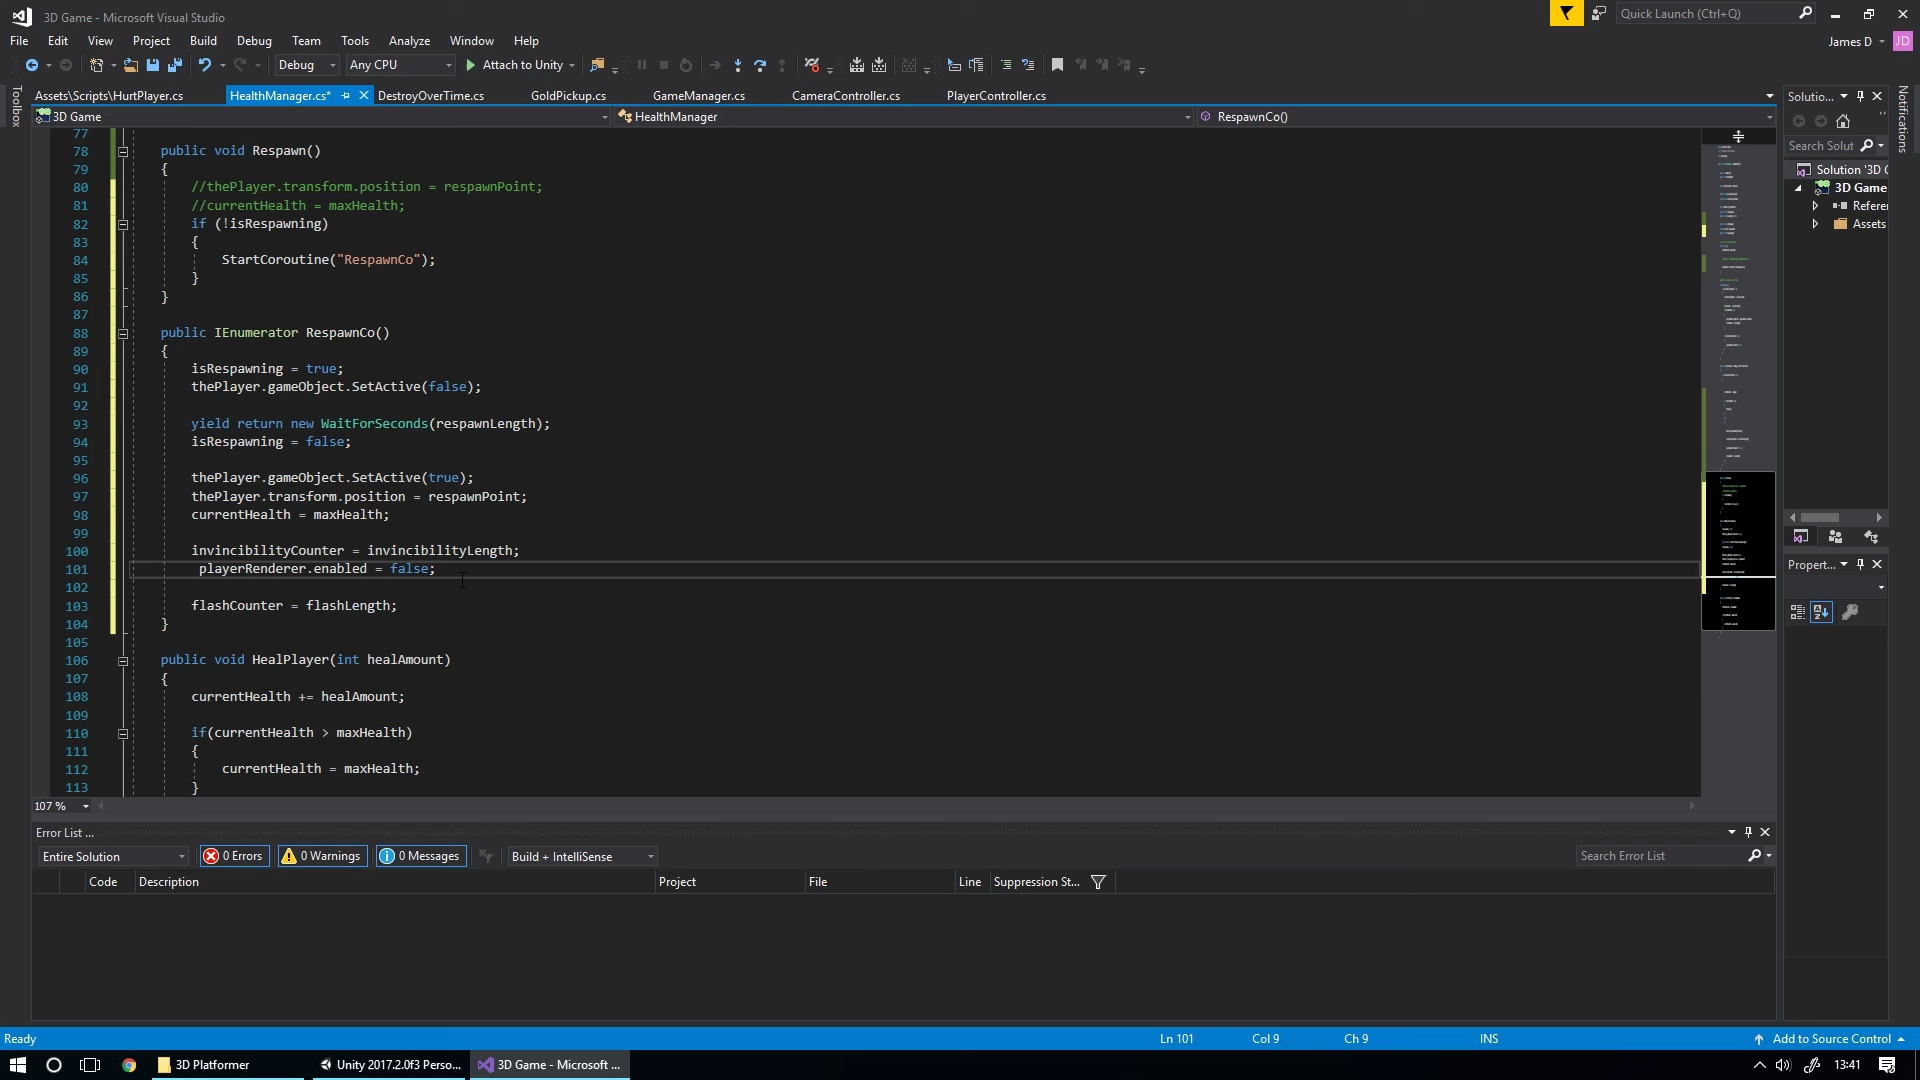 3D Game - Microsoft Visual Studio
Quick Launch (Ctrl+Q)
File Edit View Project Build Debug Team Tools Analyze Window Help
James D JD
Debug Any CPU Attach to Unity
Toolbox
Assets\Scripts\HurtPlayer.cs HealthManager.cs* DestroyOverTime.cs GoldPickup.cs GameManager.cs CameraController.cs PlayerController.cs
3D Game HealthManager RespawnCo()
77
78 public void Respawn()
79 {
80 //thePlayer.transform.position = respawnPoint;
81 //currentHealth = maxHealth;
82 if (!isRespawning)
83 {
84 StartCoroutine("RespawnCo");
85 }
86 }
87
88 public IEnumerator RespawnCo()
89 {
90 isRespawning = true;
91 thePlayer.gameObject.SetActive(false);
92
93 yield return new WaitForSeconds(respawnLength);
94 isRespawning = false;
95
96 thePlayer.gameObject.SetActive(true);
97 thePlayer.transform.position = respawnPoint;
98 currentHealth = maxHealth;
99
100 invincibilityCounter = invincibilityLength;
101 playerRenderer.enabled = false;
102
103 flashCounter = flashLength;
104 }
105
106 public void HealPlayer(int healAmount)
107 {
108 currentHealth += healAmount;
109
110 if(currentHealth > maxHealth)
111 {
112 currentHealth = maxHealth;
113 }
107 %
Solutio...
Search Solut
Solution '3D G
3D Game
Refere
Assets
Propert...
Notifications
Error List ...
Entire Solution 0 Errors 0 Warnings 0 Messages Build + IntelliSense Search Error List
Code Description Project File Line Suppression St...
Ready Ln 101 Col 9 Ch 9 INS Add to Source Control
3D Platformer Unity 2017.2.0f3 Perso... 3D Game - Microsoft ... 13:41